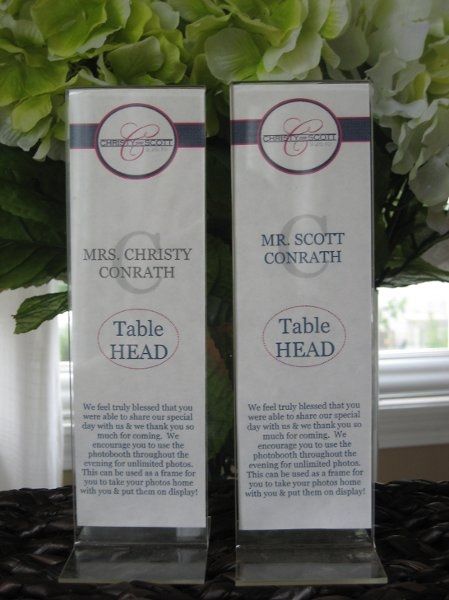 C
CHRISTY AND SCOTT
C
MRS. CHRISTY
CONRATH
Table
HEAD
We feel truly blessed that you
were able to share our special
day with us & we thank you so
much for coming. We
encourage you to use the
photobooth throughout the
evening for unlimited photos.
This can be used as a frame for
you to take your photos home
with you & put them on display!
C
CHRISTY AND SCOTT
C
MR. SCOTT
CONRATH
Table
HEAD
We feel truly blessed that you
were able to share our special
day with us & we thank you so
much for coming. We
encourage you to use the
photobooth throughout the
evening for unlimited photos.
This can be used as a frame for
you to take your photos home
with you & put them on display!